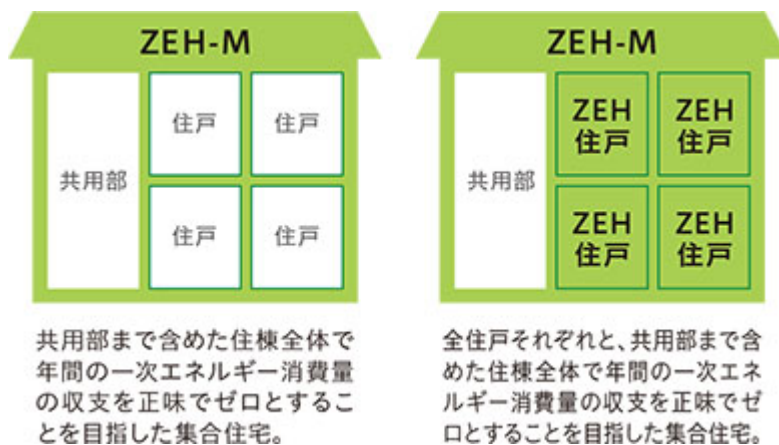 ZEH-M
共用部
住戸
住戸
住戸
住戸
共用部まで含めた住棟全体で
年間の一次エネルギー消費量
の収支を正味でゼロとするこ
とを目指した集合住宅。
ZEH-M
共用部
ZEH
住戸
ZEH
住戸
ZEH
住戸
ZEH
住戸
全住戸それぞれと、共用部まで含
めた住棟全体で年間の一次エネ
ルギー消費量の収支を正味でゼ
ロとすることを目指した集合住宅。